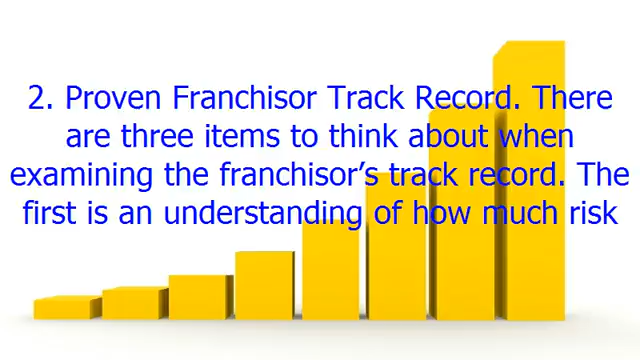 2. Proven Franchisor Track Record. There
are three items to think about when
examining the franchisor’s track record. The
first is an understanding of how much risk